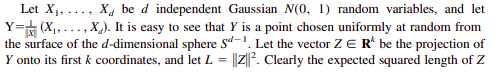 Let X₁, . . . , X_d be d independent Gaussian N(0, 1) random variables, and let
Y=1/‖X‖ (X₁, . . . , X_d). It is easy to see that Y is a point chosen uniformly at random from
the surface of the d-dimensional sphere S^{d−1}. Let the vector Z ∈ R^k be the projection of
Y onto its first k coordinates, and let L = ‖Z‖². Clearly the expected squared length of Z